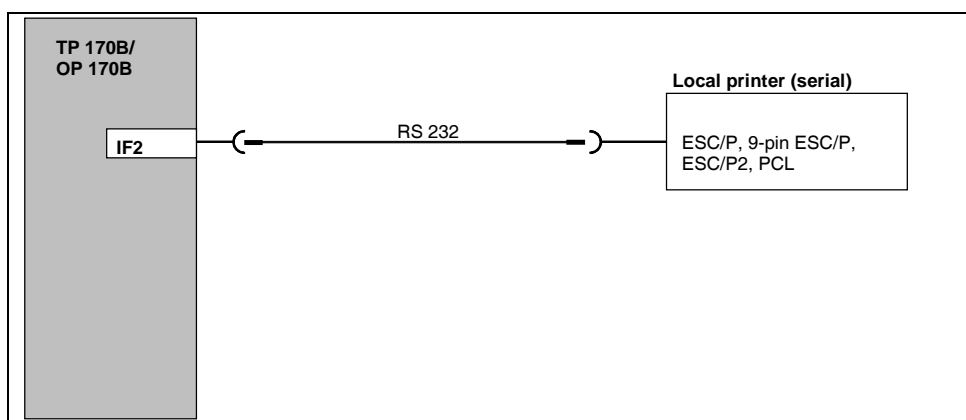 TP 170B/
OP 170B
Local printer (serial)
RS 232
IF2
ESC/P, 9-pin ESC/P,
ESC/P2, PCL